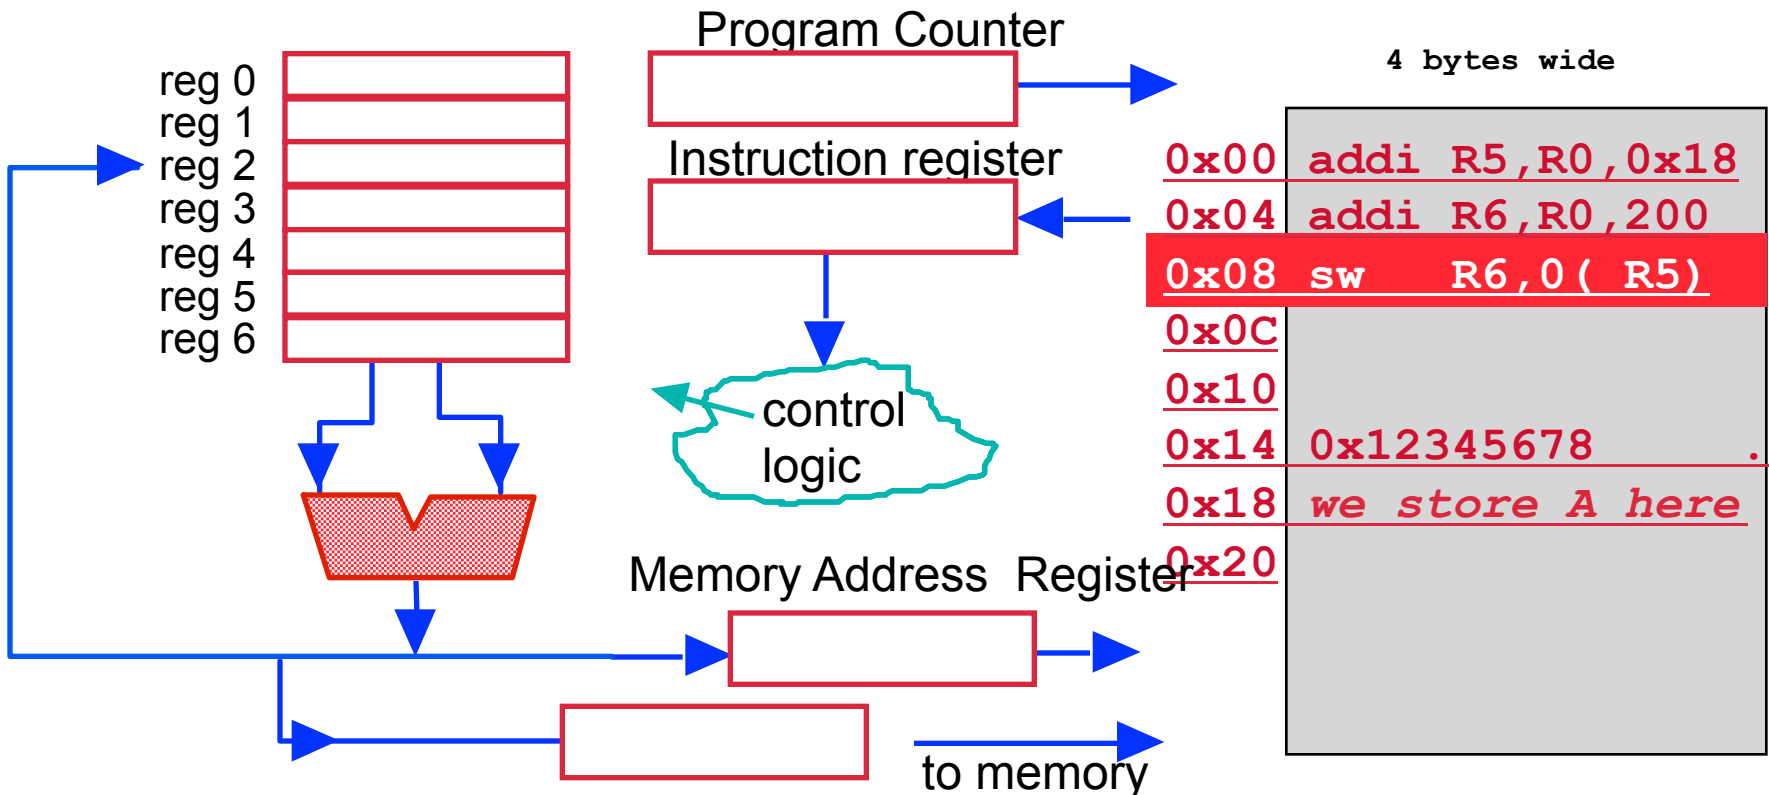 Program Counter
4 bytes wide
reg 0
reg 1
reg 2
reg 3
reg 4
reg 5
reg 6
Instruction register
0x00 addi R5,R0,0x18
0x04 addi R6,R0,200
0x08 sw R6,0( R5)
0x0C
0x10
0x14 0x12345678 .
0x18 we store A here
0x20
control
logic
Memory Address Register
to memory